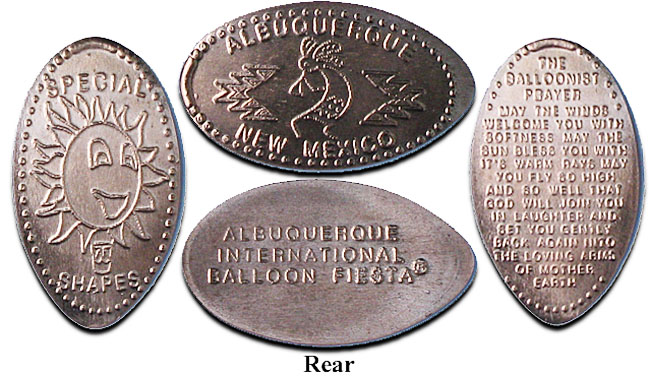 SPECIAL
SHAPES
ALBUQUERQUE
NEW MEXICO
ALBUQUERQUE
INTERNATIONAL
BALLOON FIESTA®
THE
BALLOONIST
PRAYER
MAY THE WINDS
WELCOME YOU WITH
SOFTNESS MAY THE
SUN BLESS YOU WITH
IT'S WARM RAYS MAY
YOU FLY SO HIGH
AND SO WELL THAT
GOD WILL JOIN YOU
IN LAUGHTER AND
SET YOU GENTLY
BACK AGAIN INTO
THE LOVING ARMS
OF MOTHER
EARTH
Rear